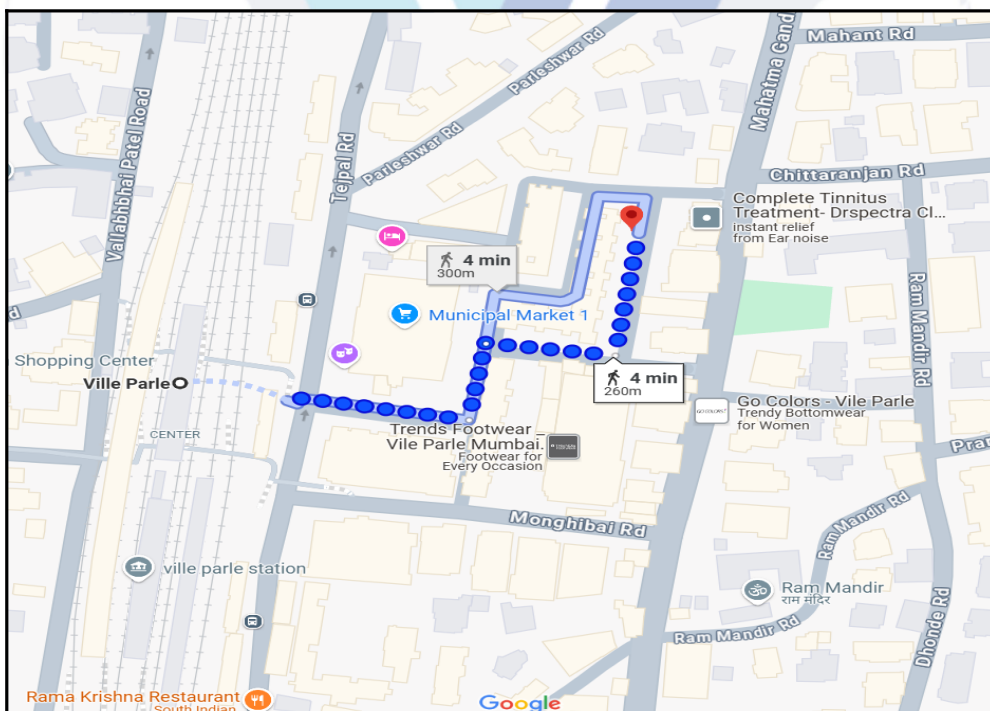 Mahant Rd
Mahatma Gand
Parleshwar Rd
Vallabhbhai Patel Road
Tejpal Rd
Parleshwar Rd
Chittaranjan Rd
Complete Tinnitus
Treatment- Drspectra Cl...
instant relief
from Ear noise
4 min
300m
Ram Mandir Rd
Municipal Market 1
d
Shopping Center
Ville Parle
4 min
260m
GO COLORS!
Go Colors - Vile Parle
Trendy Bottomwear
for Women
CENTER
Trends Footwear _
Vile Parle Mumbai.
Footwear for
Every Occasion
Pran
Monghibai Rd
Ram Mandir Rd
ville parle station
Ram Mandir
राम मंदिर
Ram Mandir Rd
Dhonde Rd
Rama Krishna Restaurant
South Indian
Google